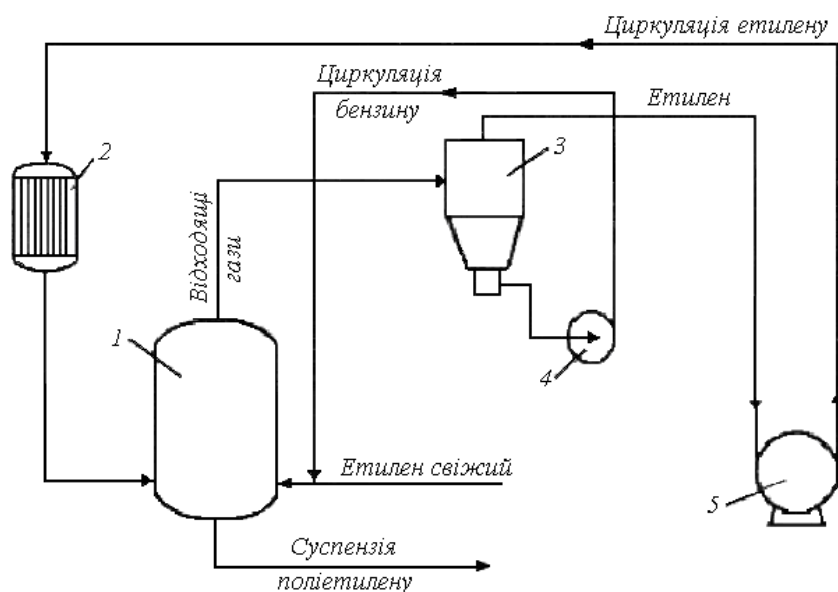 Циркуляція етилену
Циркуляція
бензину
Етилен
2
3
Відходящі
гази
1
4
Етилен свіжий
5
Суспензія
поліетилену